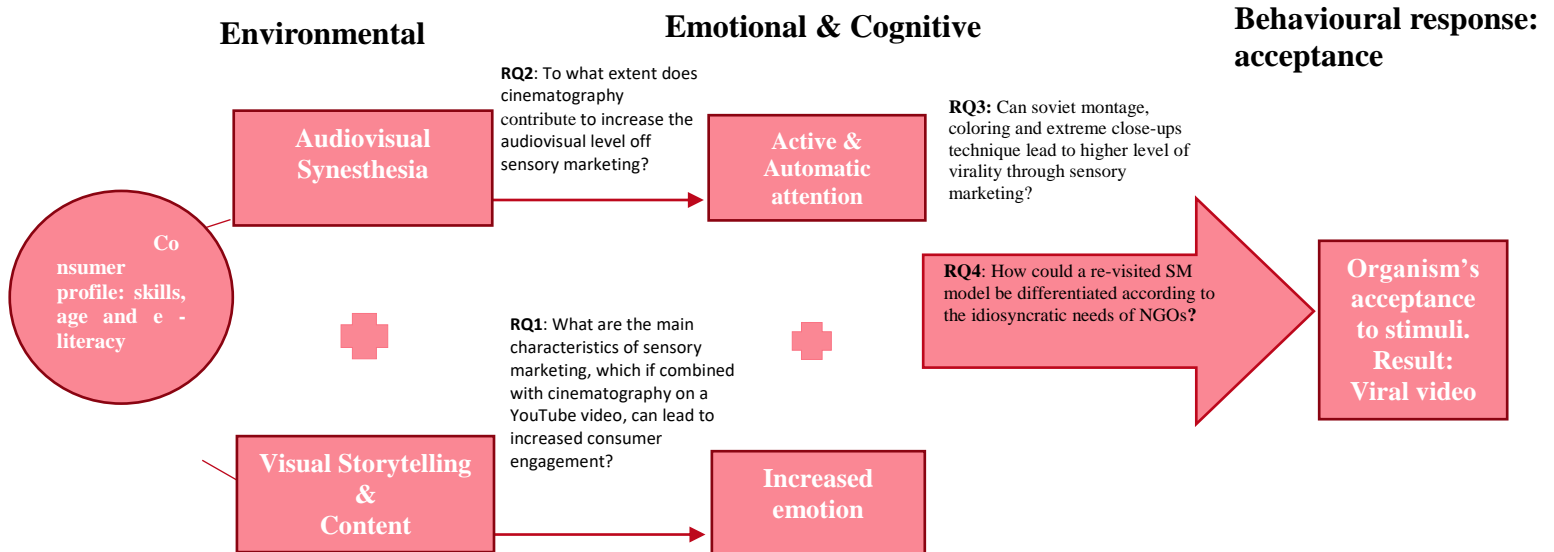 Environmental
Emotional & Cognitive
Behavioural response:
acceptance
RQ2: To what extent does
cinematography
contribute to increase the
audiovisual level off
sensory marketing?
Audiovisual
Synesthesia
Active &
Automatic
attention
RQ3: Can soviet montage,
coloring and extreme close-ups
technique lead to higher level of
virality through sensory
marketing?
Co
nsumer
profile: skills,
age and e -
literacy
RQ1: What are the main
characteristics of sensory
marketing, which if combined
with cinematography on a
YouTube video, can lead to
increased consumer
engagement?
RQ4: How could a re-visited SM
model be differentiated according to
the idiosyncratic needs of NGOs?
Organism’s
acceptance
to stimuli.
Result:
Viral video
Visual Storytelling
&
Content
Increased
emotion